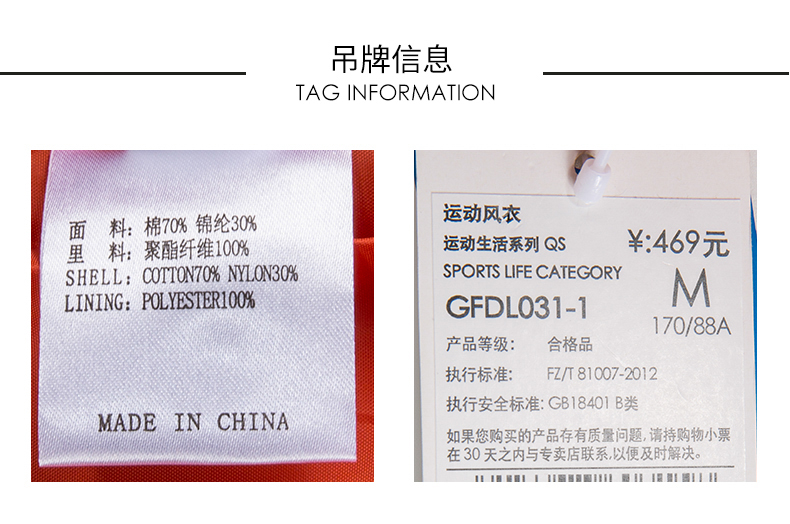 吊牌信息
TAG INFORMATION
面 料: 棉70% 锦纶30%
里 料: 聚酯纤维100%
SHELL: COTTON70% NYLON30%
LINING: POLYESTER100%
MADE IN CHINA
运动风衣
运动生活系列 QS
¥:469元
SPORTS LIFE CATEGORY
M
GFDL031-1
170/88A
产品等级: 合格品
执行标准: FZ/T 81007-2012
执行安全标准: GB18401 B类
如果您购买的产品存有质量问题,请持购物小票
在30天之内与专卖店联系,以便及时解决。